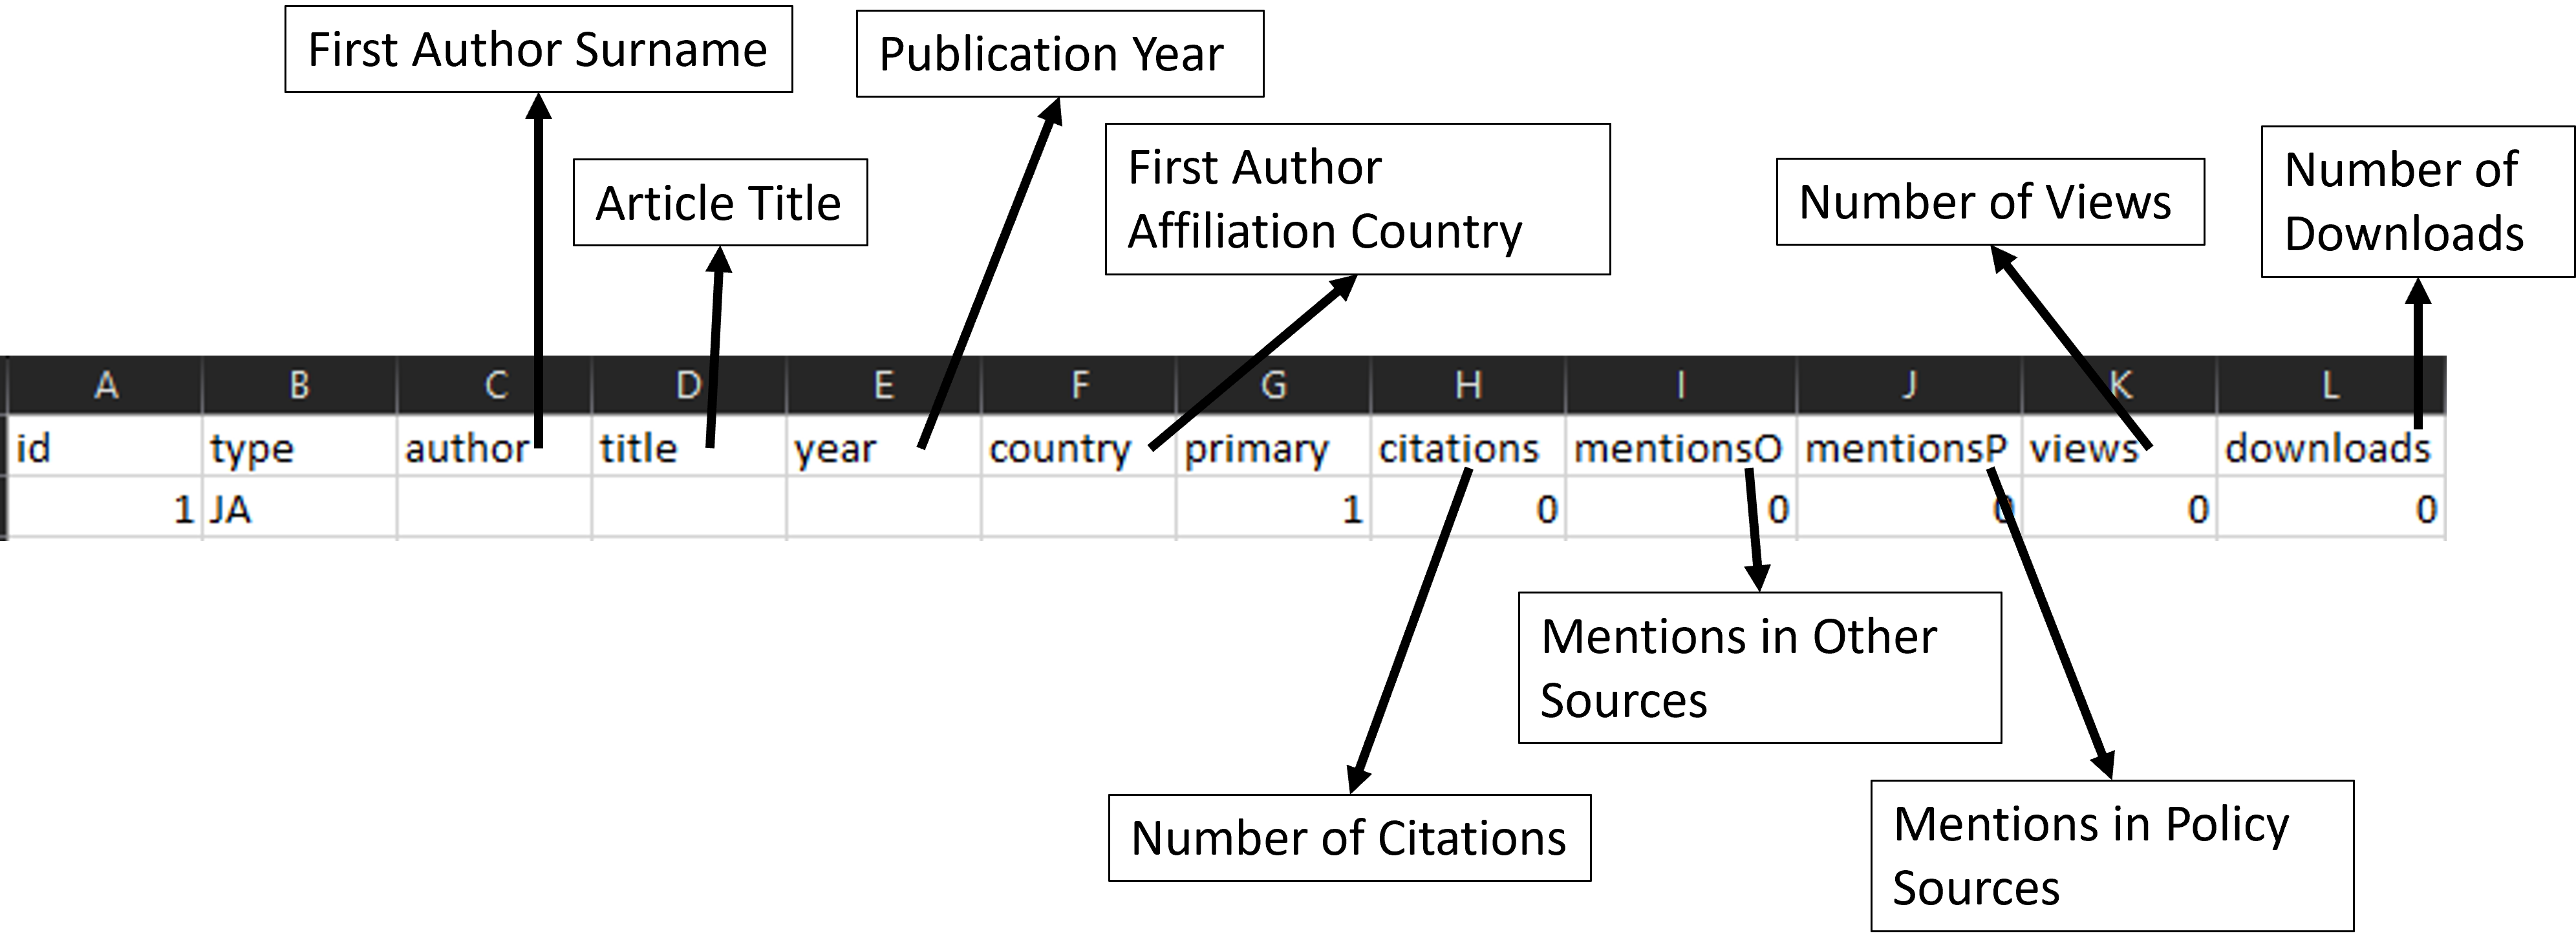 First Author Surname
Publication Year
First Author
Affiliation Country
Article Title
Number of Views
Number of
Downloads
A B C D E F G H I J K L
id type author title year country primary citations mentionsO mentionsP views downloads
1 JA 1 0 0 0 0 0
Mentions in Other
Sources
Number of Citations
Mentions in Policy
Sources